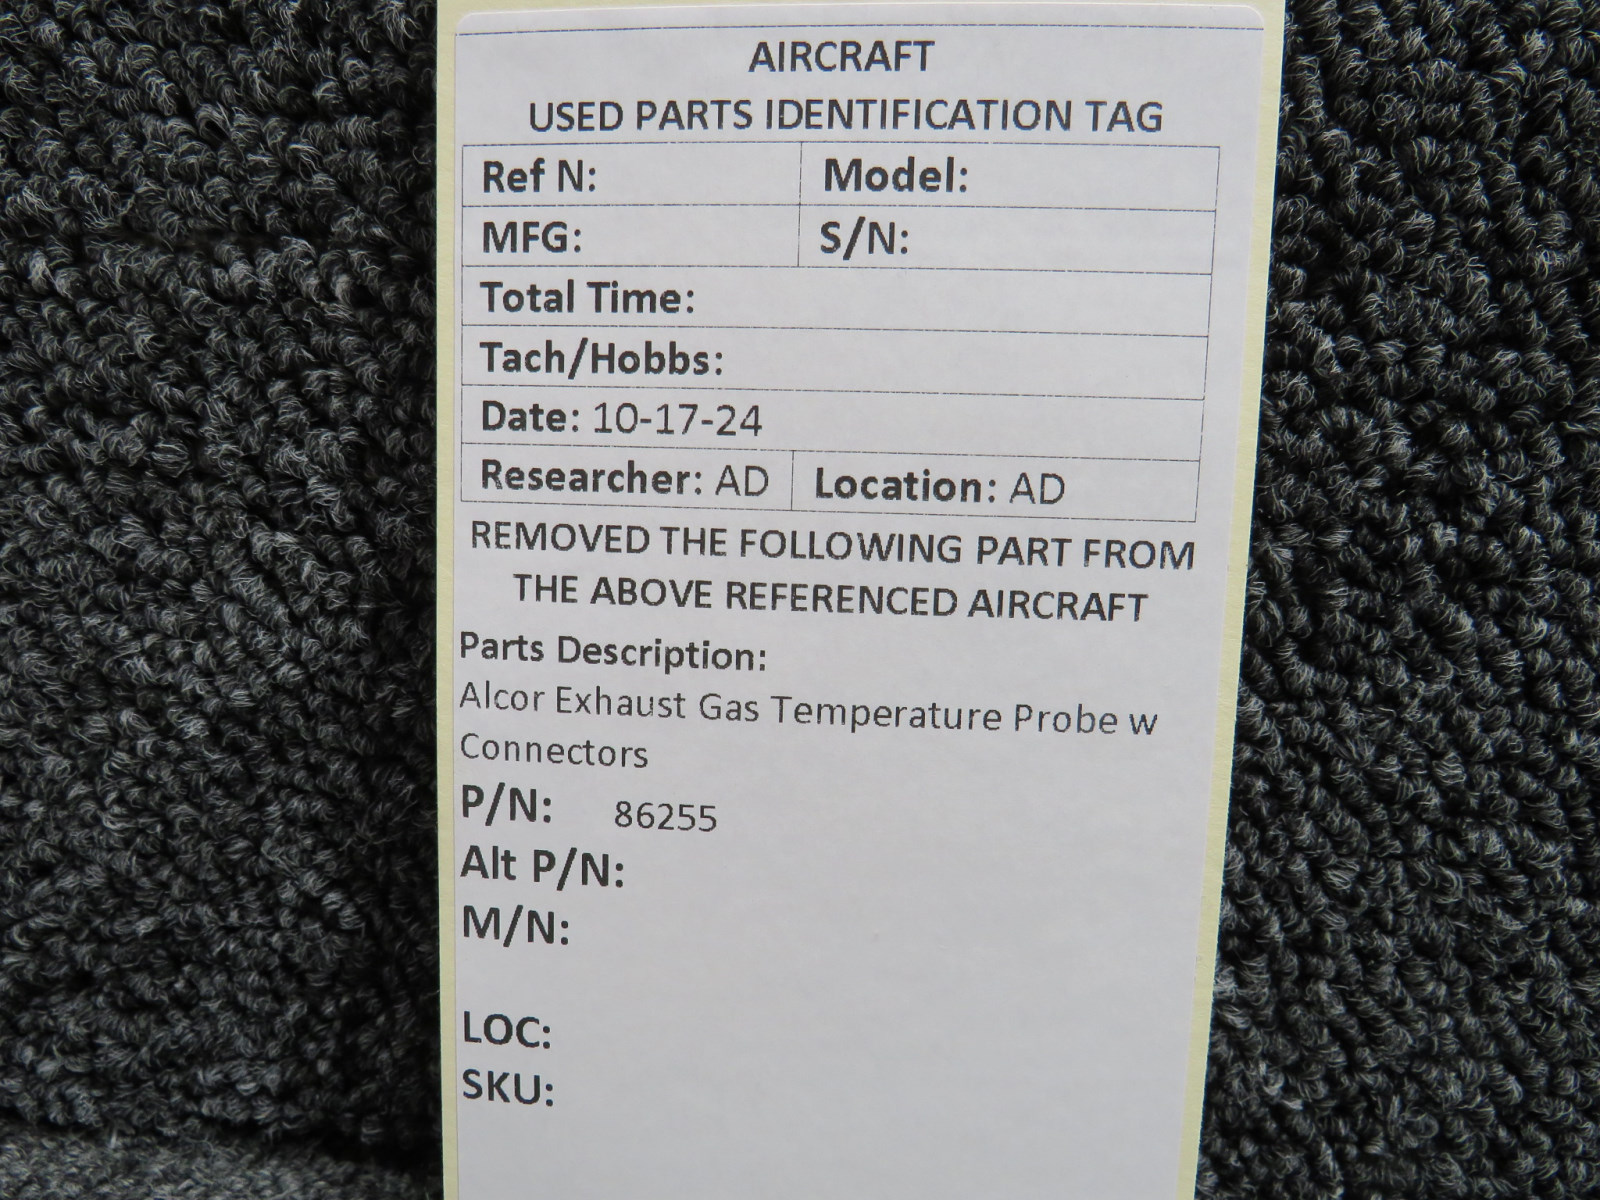 AIRCRAFT
USED PARTS IDENTIFICATION TAG
Ref N: Model:
MFG: S/N:
Total Time:
Tach/Hobbs:
Date: 10-17-24
Researcher: AD Location: AD
REMOVED THE FOLLOWING PART FROM
THE ABOVE REFERENCED AIRCRAFT
Parts Description:
Alcor Exhaust Gas Temperature Probe w
Connectors
P/N: 86255
Alt P/N:
M/N:
LOC:
SKU: